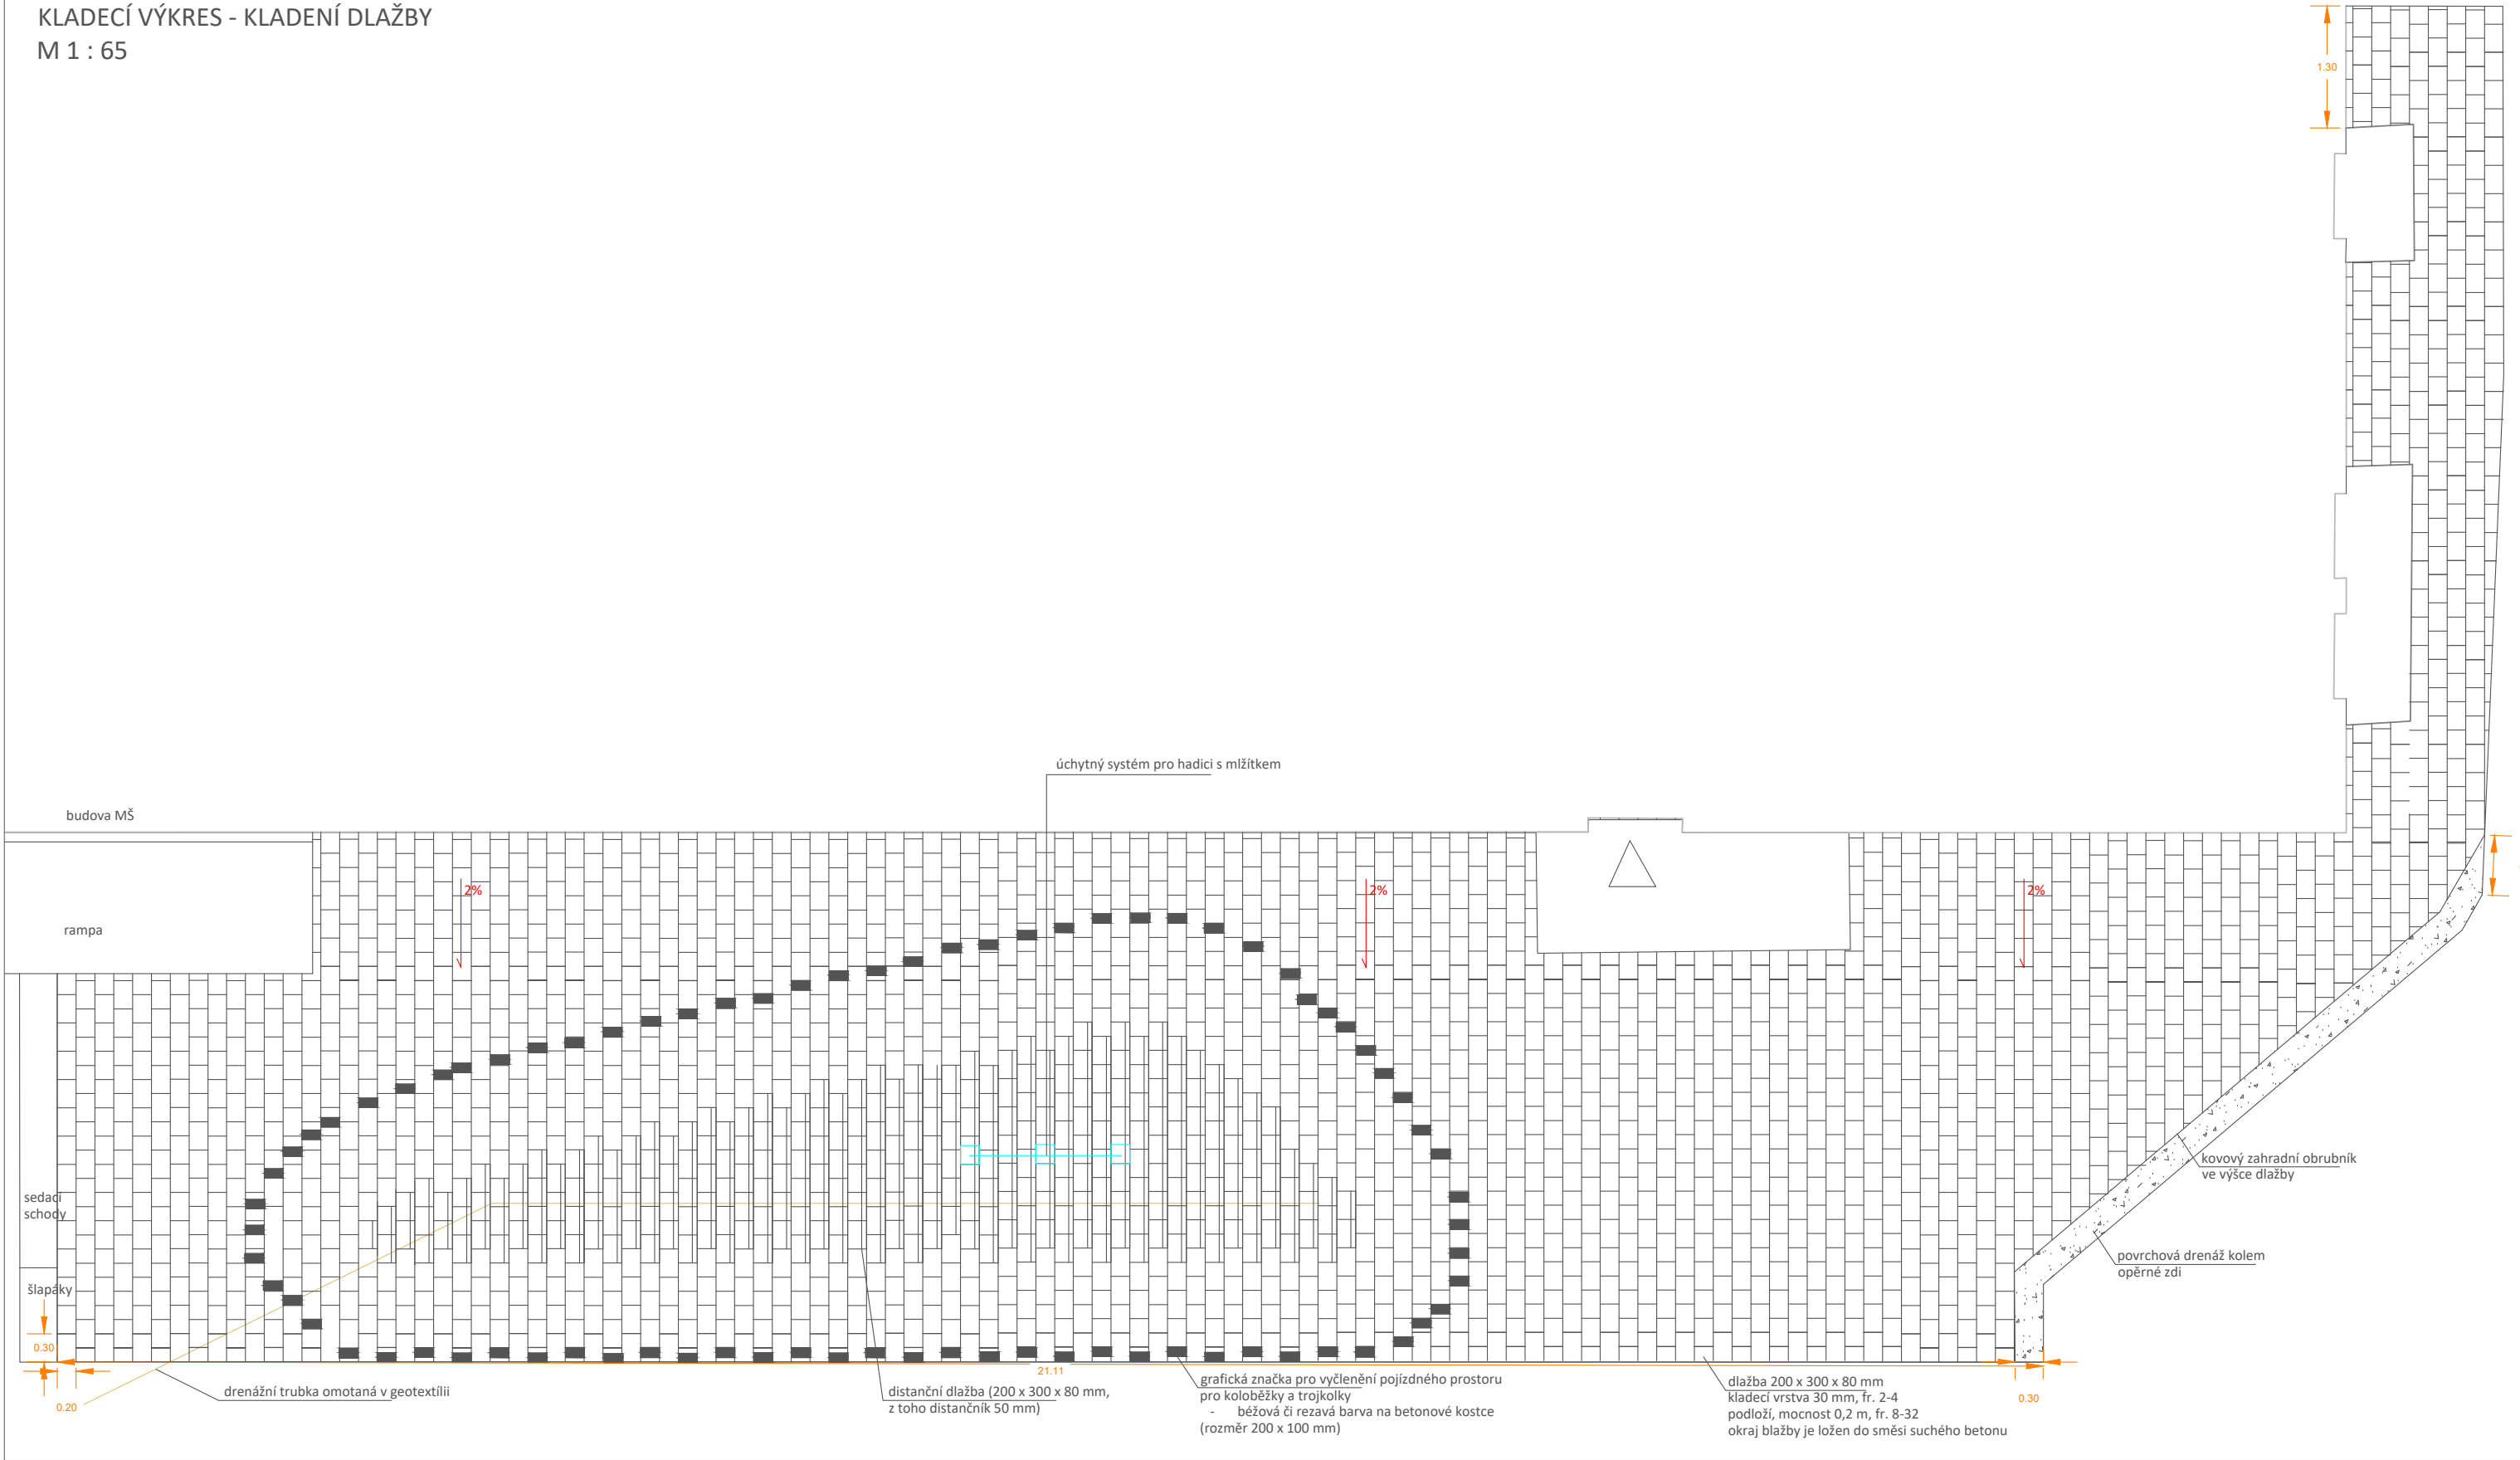 KLADECÍ VÝKRES - KLADENÍ DLAŽBY
M 1 : 65
1.30
úchytný systém pro hadici s mlžítkem
budova MŠ
rampa
2%
2%
2%
sedací
schody
šlapáky
0.30
0.20
21.11
0.30
kovový zahradní obrubník
ve výšce dlažby
povrchová drenáž kolem
opěrné zdi
drenážní trubka omotaná v geotextílii
distanční dlažba (200 x 300 x 80 mm,
z toho distančník 50 mm)
grafická značka pro vyčlenění pojízdného prostoru
pro koloběžky a trojkolky
- béžová či rezavá barva na betonové kostce
(rozměr 200 x 100 mm)
dlažba 200 x 300 x 80 mm
kladecí vrstva 30 mm, fr. 2-4
podloží, mocnost 0,2 m, fr. 8-32
okraj blažby je ložen do směsi suchého betonu